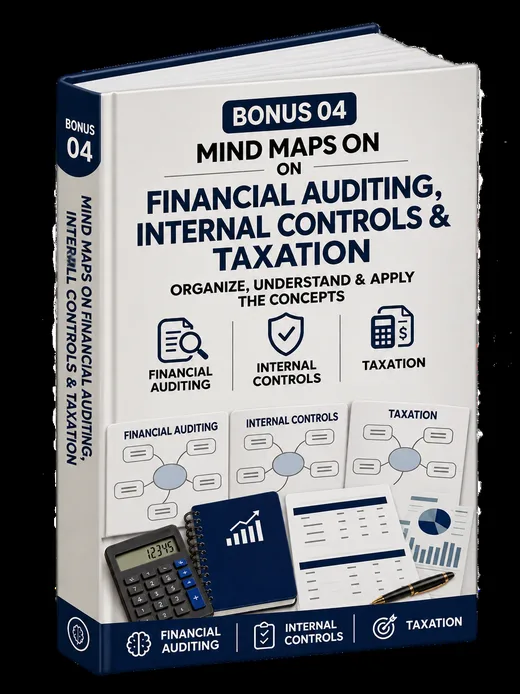 BONUS 04
MIND MAPS ON
ON
FINANCIAL AUDITING,
INTERNAL CONTROLS &
TAXATION
ORGANIZE, UNDERSTAND & APPLY
THE CONCEPTS
FINANCIAL
AUDITING
INTERNAL
CONTROLS
TAXATION
FINANCIAL AUDITING
INTERNAL CONTROLS
TAXATION
12345
FINANCIAL
AUDITING
INTERNAL
CONTROLS
TAXATION
BONUS
04
MIND MAPS ON FINANCIAL AUDITING,
CONTROLS & TAXATION